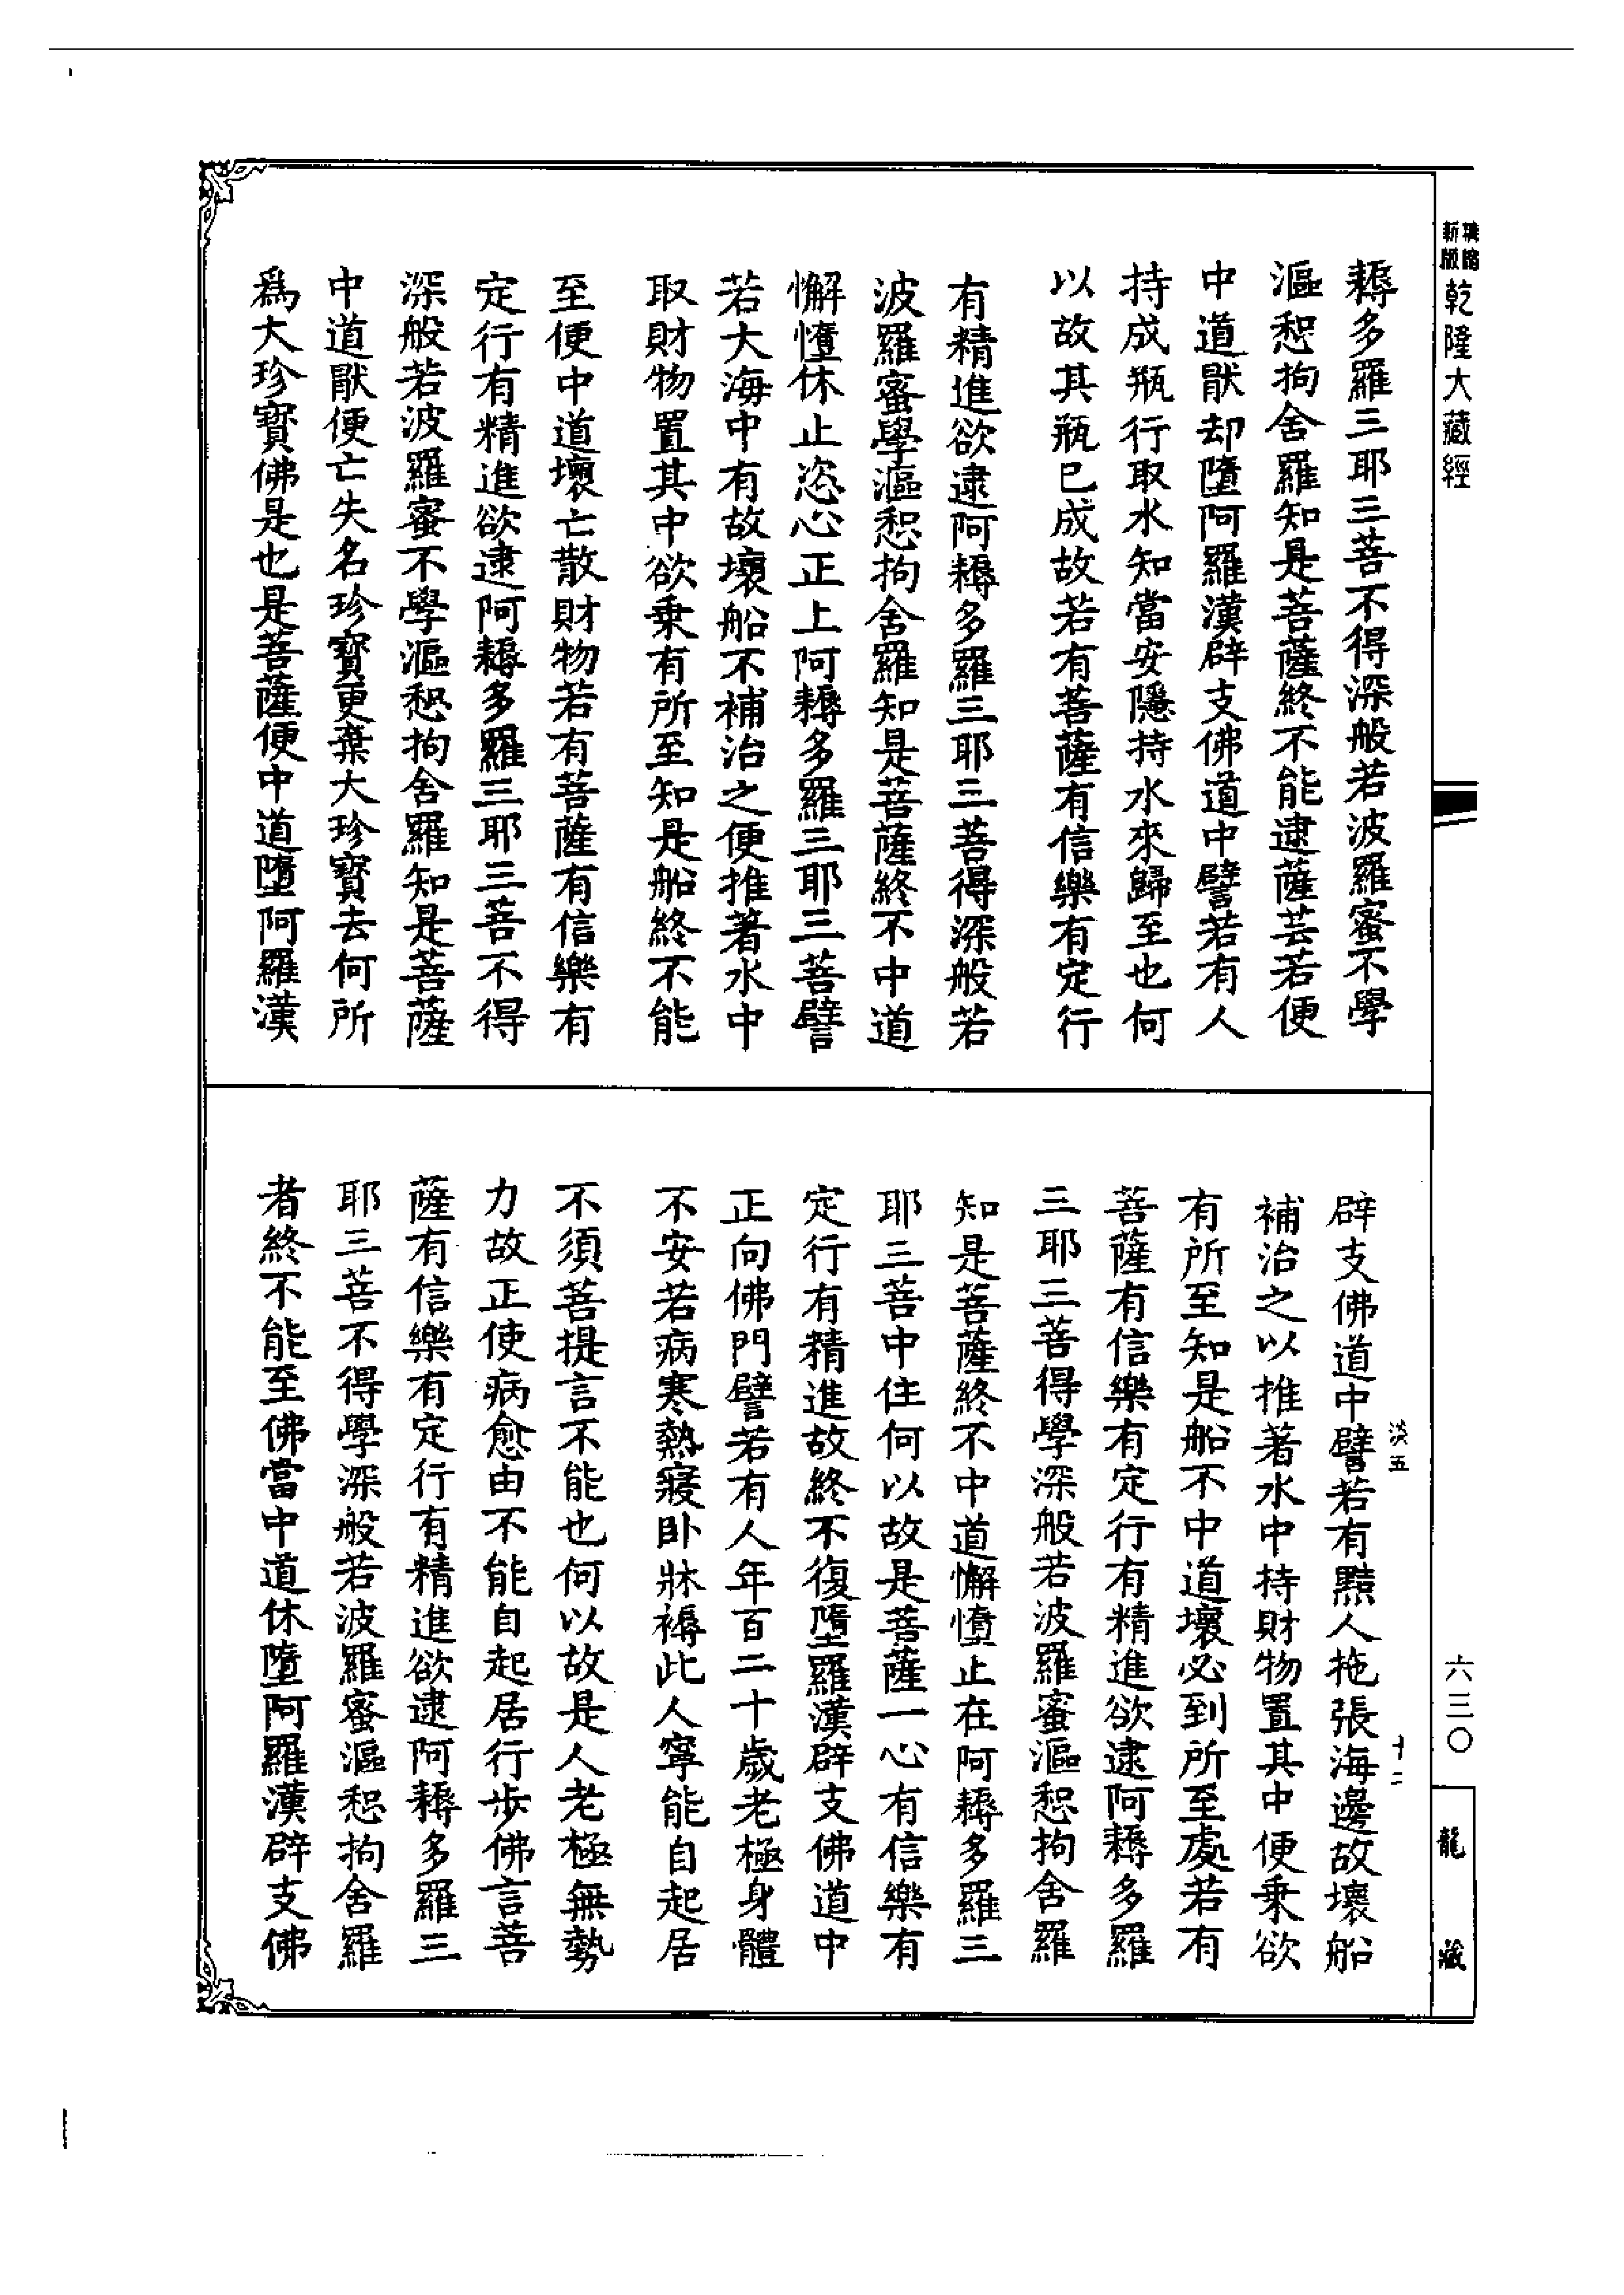 乾隆大藏經
耨多羅三耶三菩不得深般若波羅蜜不學
漚惒拘舍羅知是菩薩終不能逮薩芸若便
中道厭却墮阿羅漢辟支佛道中譬若有人
持成瓶行取水知當安隱持水來歸至也何
以故其瓶已成故若有菩薩有信樂有定行
有精進欲逮阿耨多羅三耶三菩得深般若
波羅蜜學漚惒拘舍羅知是菩薩終不中道
懈憻休止恣心正上阿耨多羅三耶三菩譬
若大海中有故壞船不補治之便推著水中
取財物置其中欲乗有所至知是船終不能
至便中道壞亡散財物若有菩薩有信樂有
定行有精進欲逮阿耨多羅三耶三菩不得
深般若波羅蜜不學漚惒拘舍羅知是菩薩
中道厭便亡失名珍寶更棄大珍寶去何所
爲大珍寶佛是也是菩薩便中道墮阿羅漢
淡五
十二
辟支佛道中譬若有黠人拖張海邊故壞船
補治之以推著水中持財物置其中便乗欲
有所至知是船不中道壞必到所至處若有
菩薩有信樂有定行有精進欲逮阿耨多羅
三耶三菩得學深般若波羅蜜漚惒拘舍羅
知是菩薩終不中道懈憻止在阿耨多羅三
耶三菩中住何以故是菩薩一心有信樂有
定行有精進故終不復墮羅漢辟支佛道中
正向佛門譬若有人年百二十歲老極身體
不安若病寒熱寢卧牀褥此人寧能自起居
不須菩提言不能也何以故是人老極無勢
力故正使病愈由不能自起居行步佛言菩
薩有信樂有定行有精進欲逮阿耨多羅三
耶三菩不得學深般若波羅蜜漚惒拘舍羅
者終不能至佛當中道休墮阿羅漢辟支佛
六三〇
龍藏